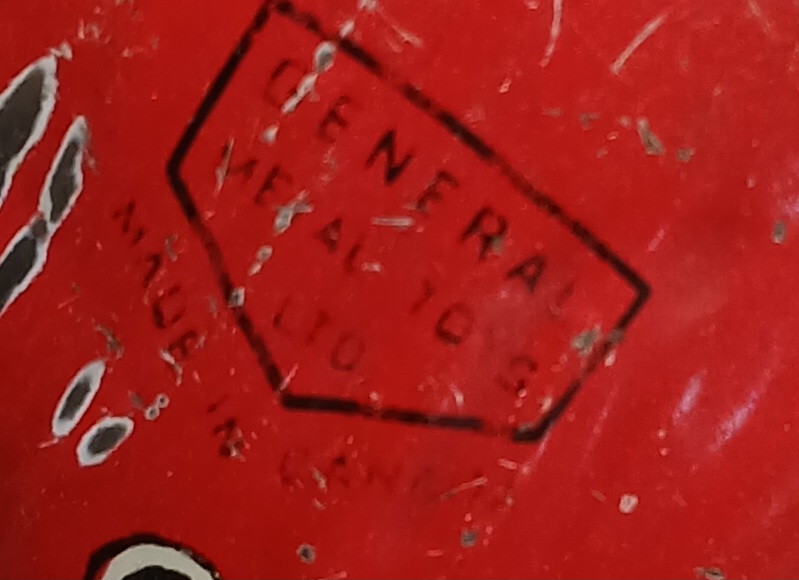 GENERAL
METAL TOYS
LTD
MADE IN CANADA